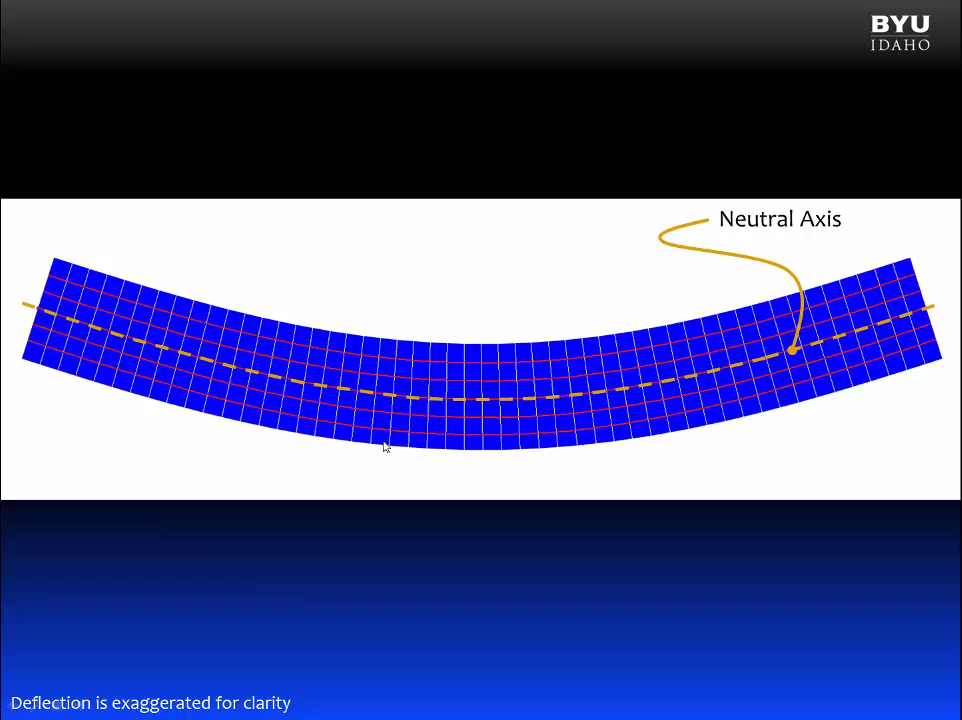 BYU
IDAHO
Neutral Axis
Deflection is exaggerated for clarity